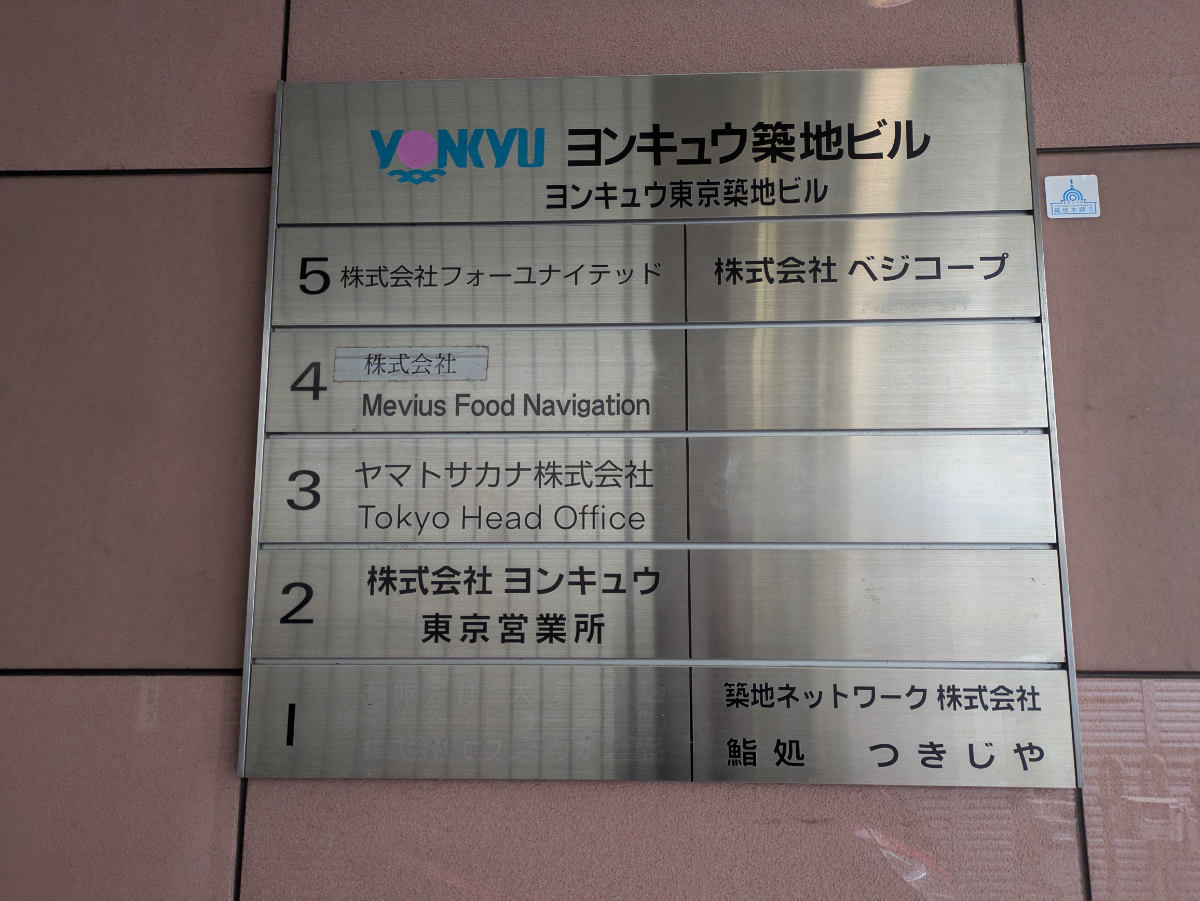 YONKYU ヨンキュウ築地ビル
ヨンキュウ東京築地ビル
5 株式会社フォーユナイテッド 株式会社 ベジコープ
4 株式会社
Mevius Food Navigation
3 ヤマトサカナ株式会社
Tokyo Head Office
2 株式会社 ヨンキュウ
東京営業所
1 築地ネットワーク 株式会社
鮨処 つきじや